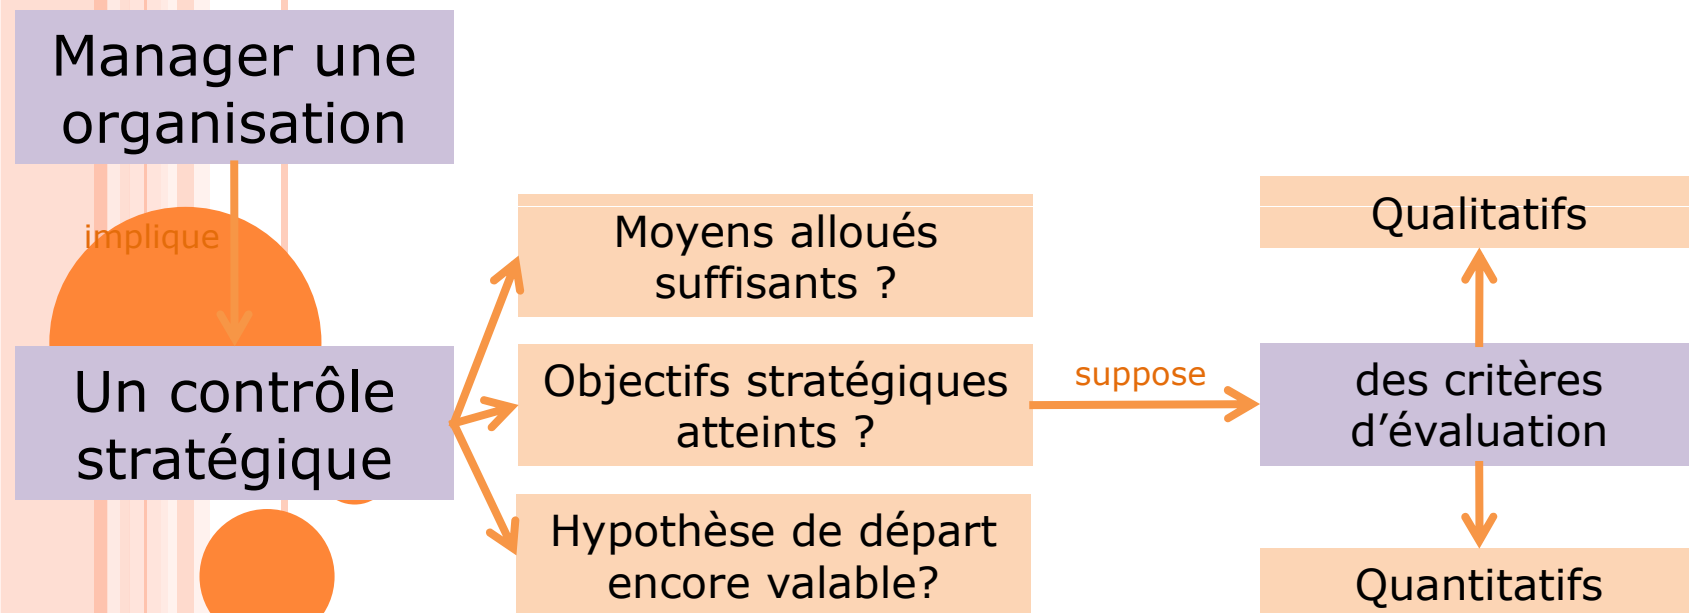 Manager une
organisation
implique
Un contrôle
stratégique
Moyens alloués
suffisants ?
Objectifs stratégiques
atteints ?
Hypothèse de départ
encore valable?
suppose
Qualitatifs
des critères
d’évaluation
Quantitatifs